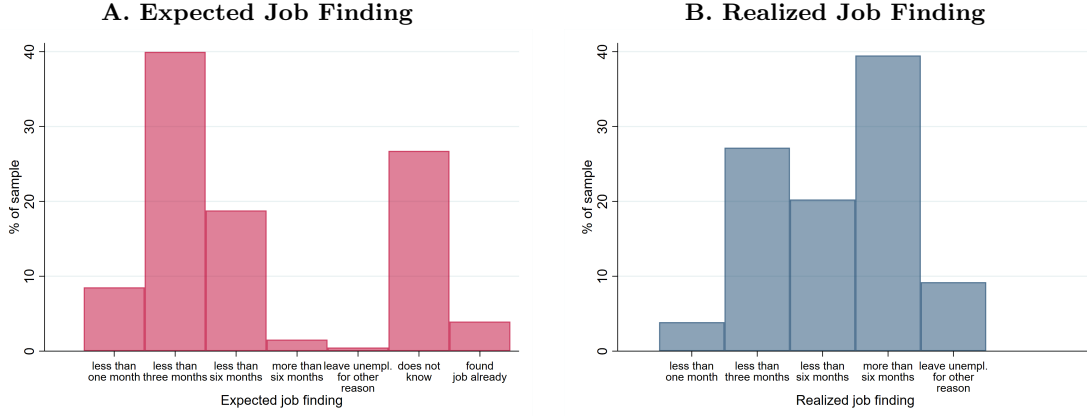 A. Expected Job Finding
% of sample
40
30
20
10
0
less than
one month
less than
three months
less than
six months
more than
six months
leave unempl.
for other
reason
does not
know
found
job already
Expected job finding
B. Realized Job Finding
% of sample
40
30
20
10
0
less than
one month
less than
three months
less than
six months
more than
six months
leave unempl.
for other
reason
Realized job finding